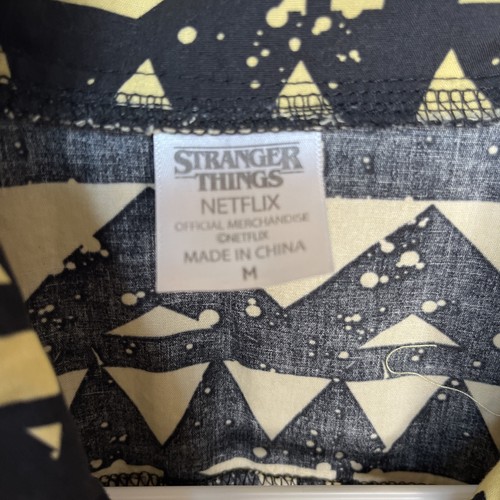 STRANGER
THINGS
NETFLIX
OFFICIAL MERCHANDISE
©NETFLIX
MADE IN CHINA
M